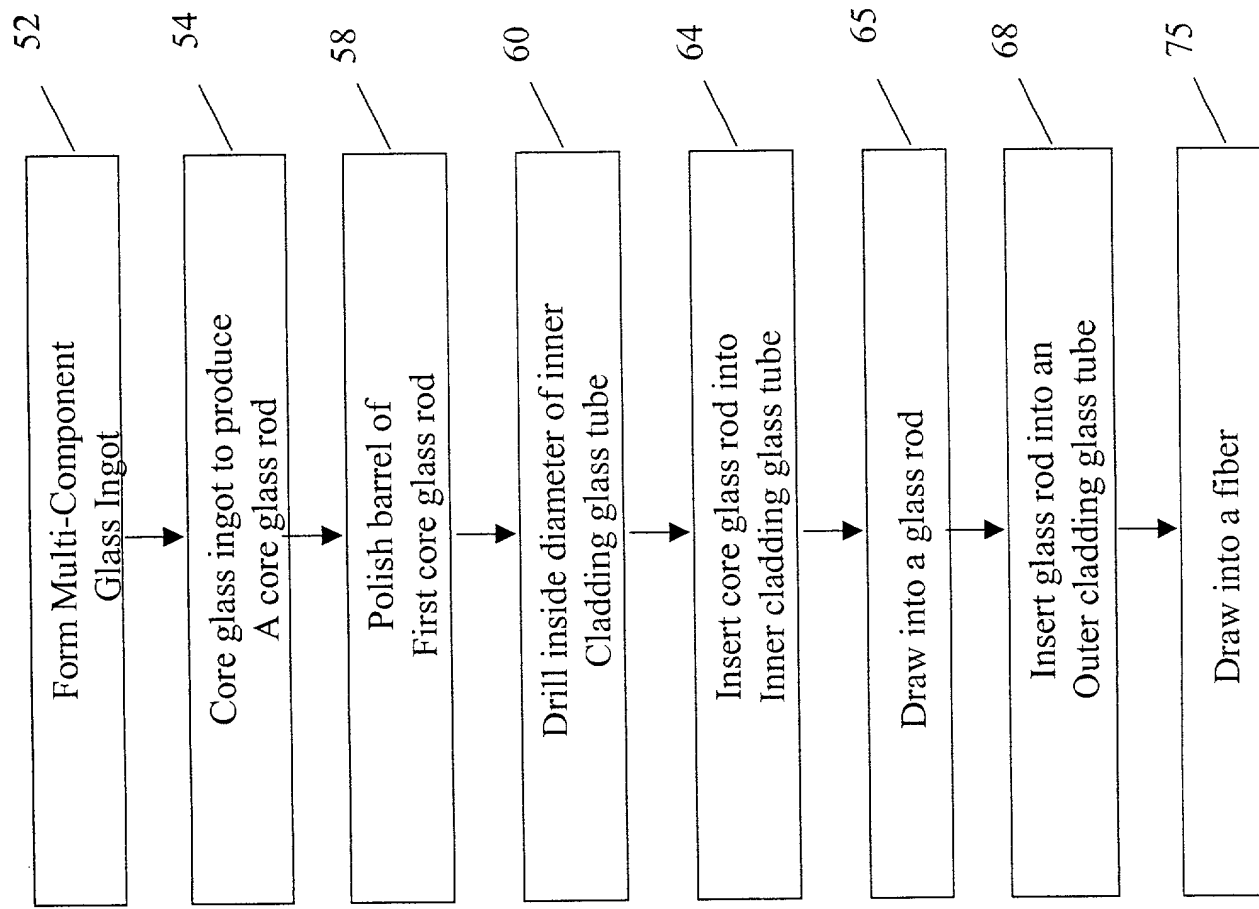 52
Form Multi-Component
Glass Ingot
54
Core glass ingot to produce
A core glass rod
58
Polish barrel of
First core glass rod
60
Drill inside diameter of inner
Cladding glass tube
64
Insert core glass rod into
Inner cladding glass tube
65
Draw into a glass rod
68
Insert glass rod into an
Outer cladding glass tube
75
Draw into a fiber